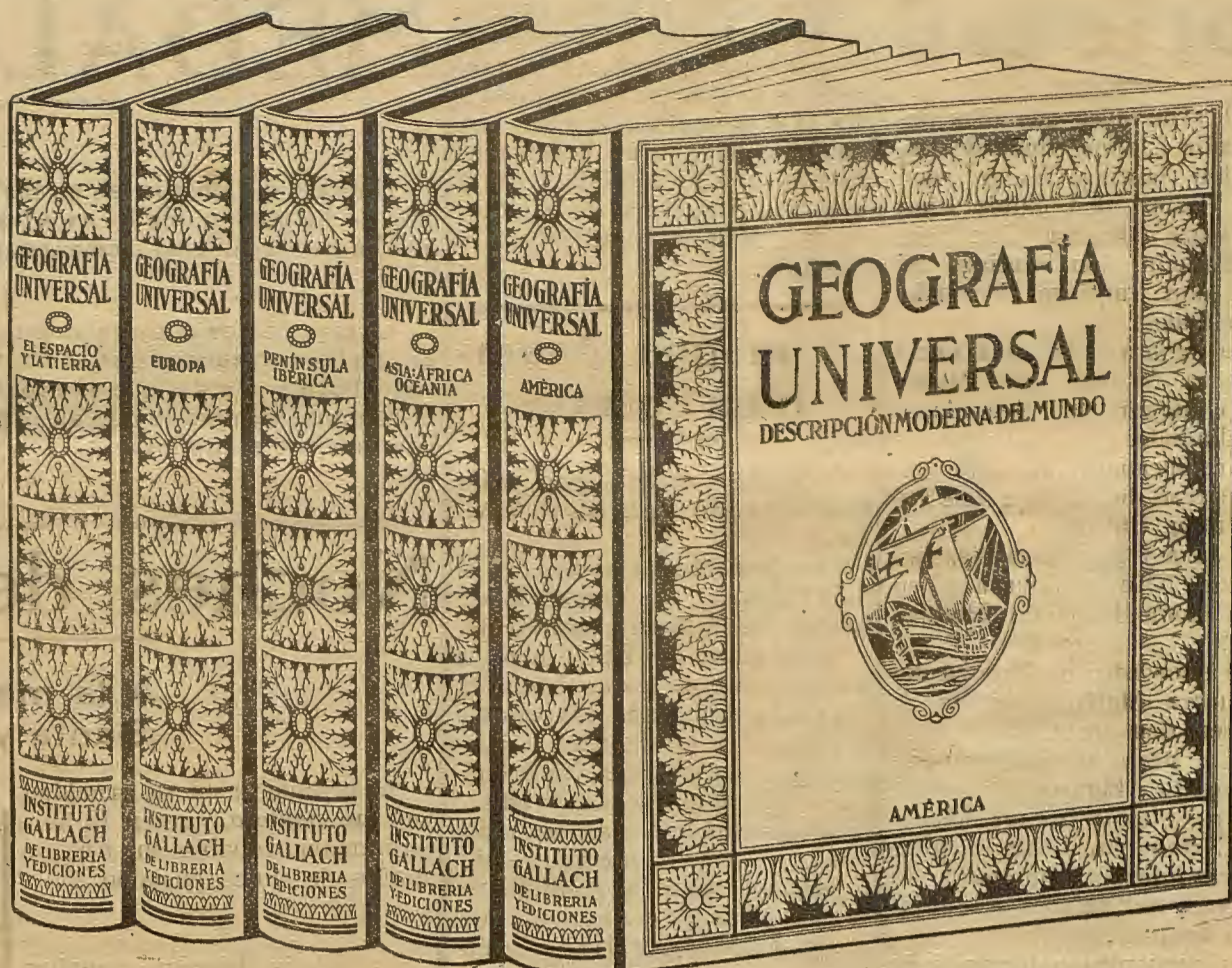 GEOGRAFÍA
UNIVERSAL
EL ESPACIO
Y LA TIERRA
INSTITUTO
GALLACH
DE LIBRERIA
Y EDICIONES
GEOGRAFÍA
UNIVERSAL
EUROPA
INSTITUTO
GALLACH
DE LIBRERIA
Y EDICIONES
GEOGRAFÍA
UNIVERSAL
PENÍNSULA
IBÉRICA
INSTITUTO
GALLACH
DE LIBRERIA
Y EDICIONES
GEOGRAFÍA
UNIVERSAL
ASIA:ÁFRICA
OCEANÍA
INSTITUTO
GALLACH
DE LIBRERIA
Y EDICIONES
GEOGRAFÍA
UNIVERSAL
AMÉRICA
INSTITUTO
GALLACH
DE LIBRERIA
Y EDICIONES
GEOGRAFÍA
UNIVERSAL
DESCRIPCIÓN MODERNA DEL MUNDO
AMÉRICA